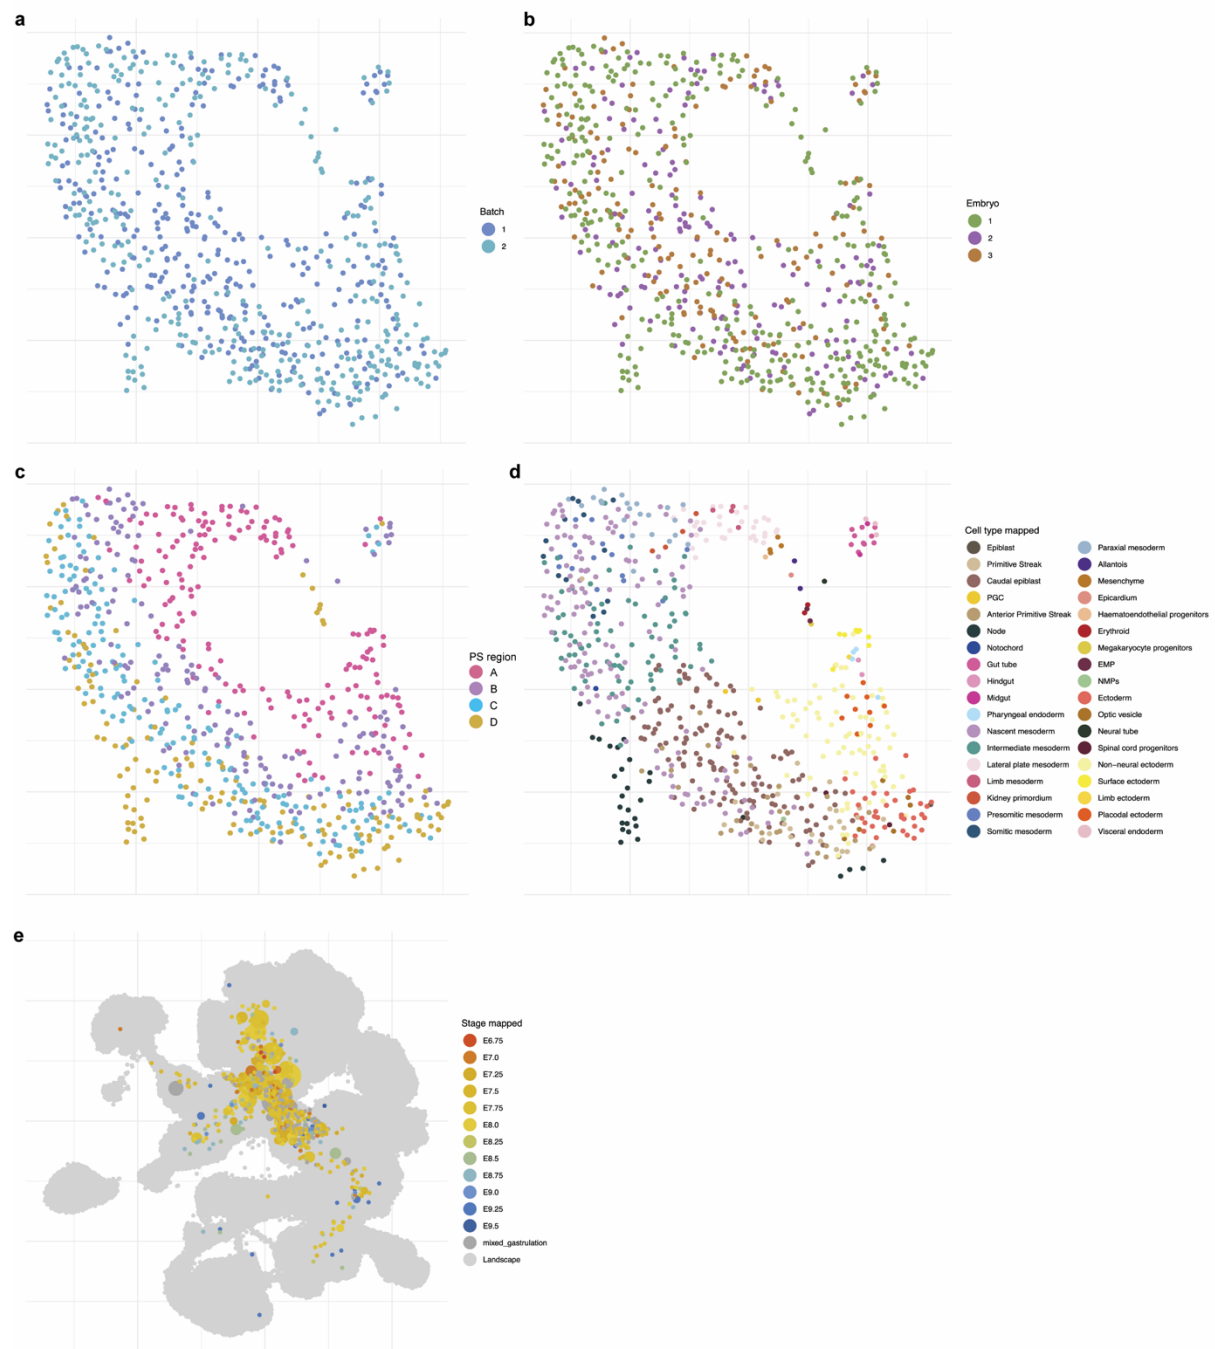 a
b
Batch
1
2
Embryo
1
2
3
c
d
PS region
A
B
C
D
Cell type mapped
Epiblast
Primitive Streak
Caudal epiblast
PGC
Anterior Primitive Streak
Node
Notochord
Gut tube
Hindgut
Midgut
Pharyngeal endoderm
Nascent mesoderm
Intermediate mesoderm
Lateral plate mesoderm
Limb mesoderm
Kidney primordium
Presomitic mesoderm
Somitic mesoderm
Paraxial mesoderm
Allantois
Mesenchyme
Epicardium
Haematoendothelial progenitors
Erythroid
Megakaryocyte progenitors
EMP
NMPs
Ectoderm
Optic vesicle
Neural tube
Spinal cord progenitors
Non-neural ectoderm
Surface ectoderm
Limb ectoderm
Placodal ectoderm
Visceral endoderm
e
Stage mapped
E6.75
E7.0
E7.25
E7.5
E7.75
E8.0
E8.25
E8.5
E8.75
E9.0
E9.25
E9.5
mixed_gastrulation
Landscape